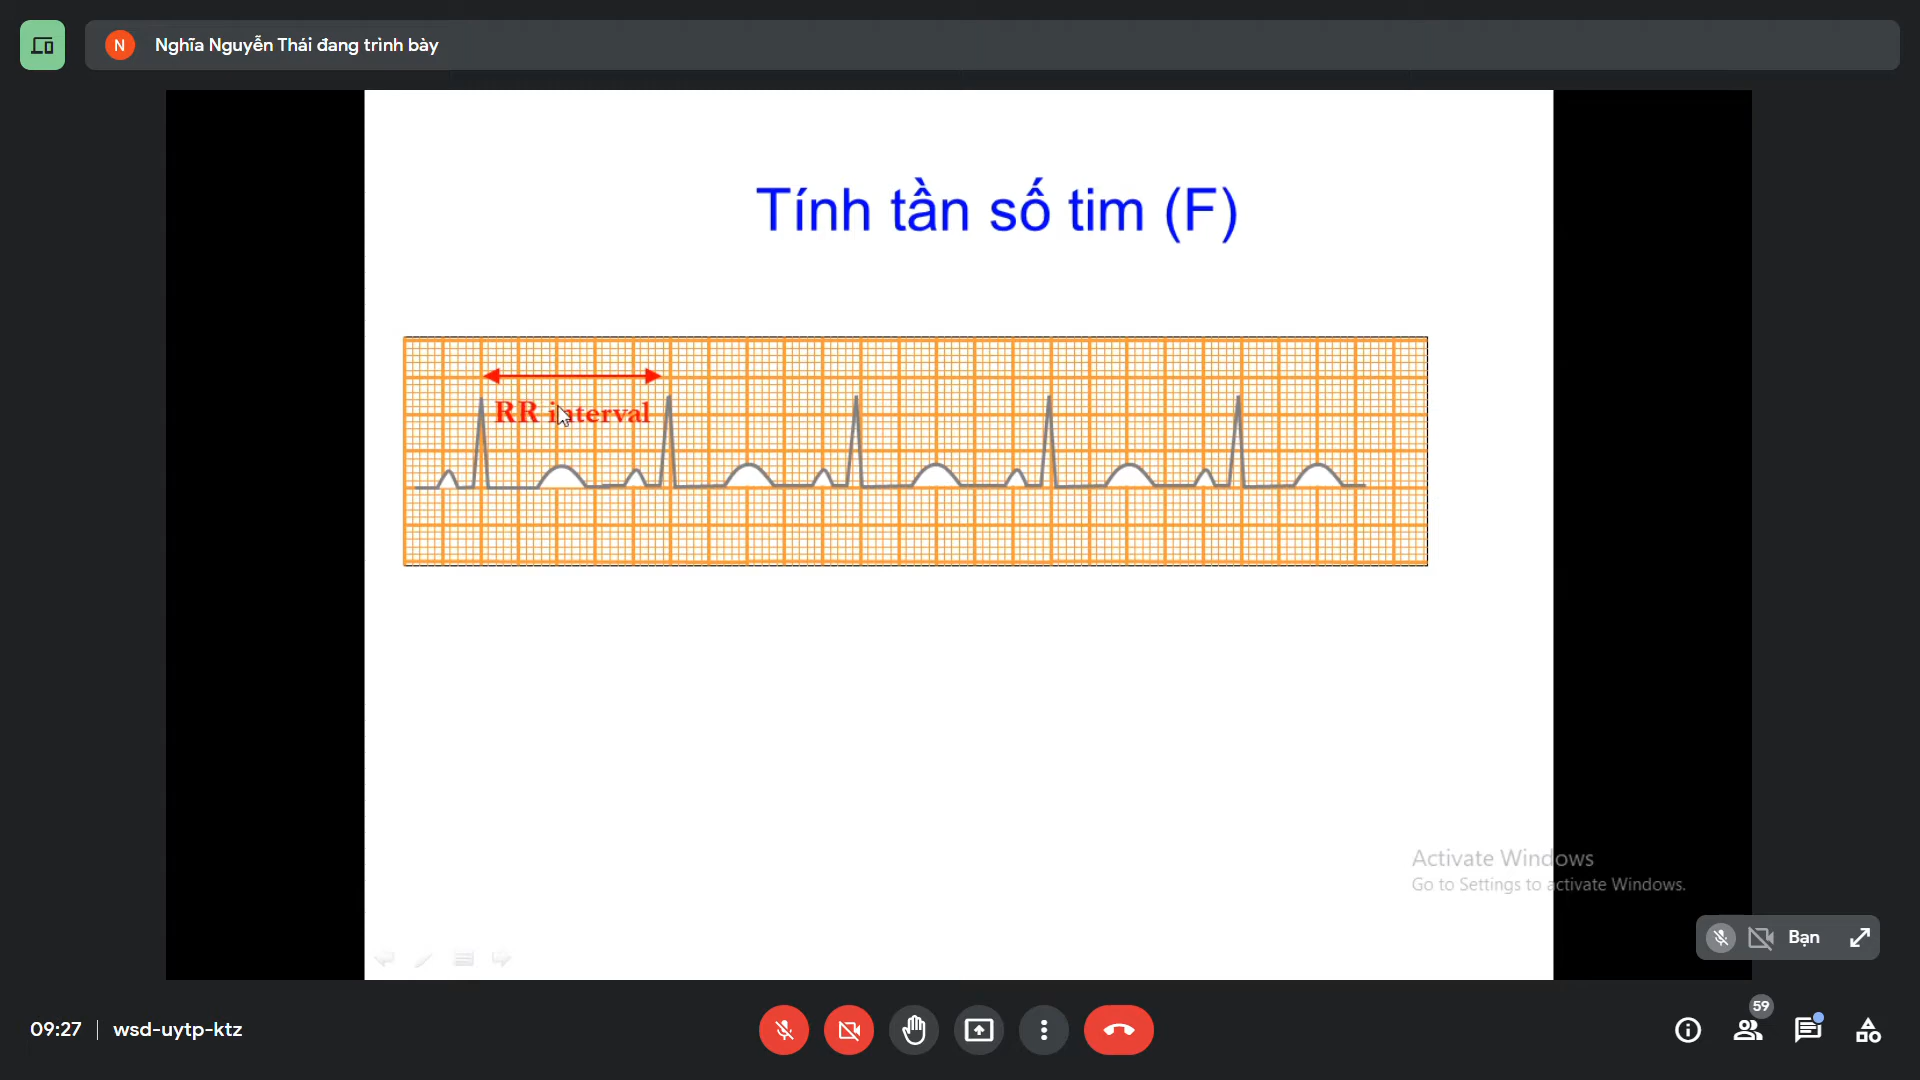 N
Nghĩa Nguyễn Thái đang trình bày
Tính tần số tim (F)
RR interval
Activate Windows
Go to Settings to activate Windows.
Bạn
09:27 | wsd-uytp-ktz
59